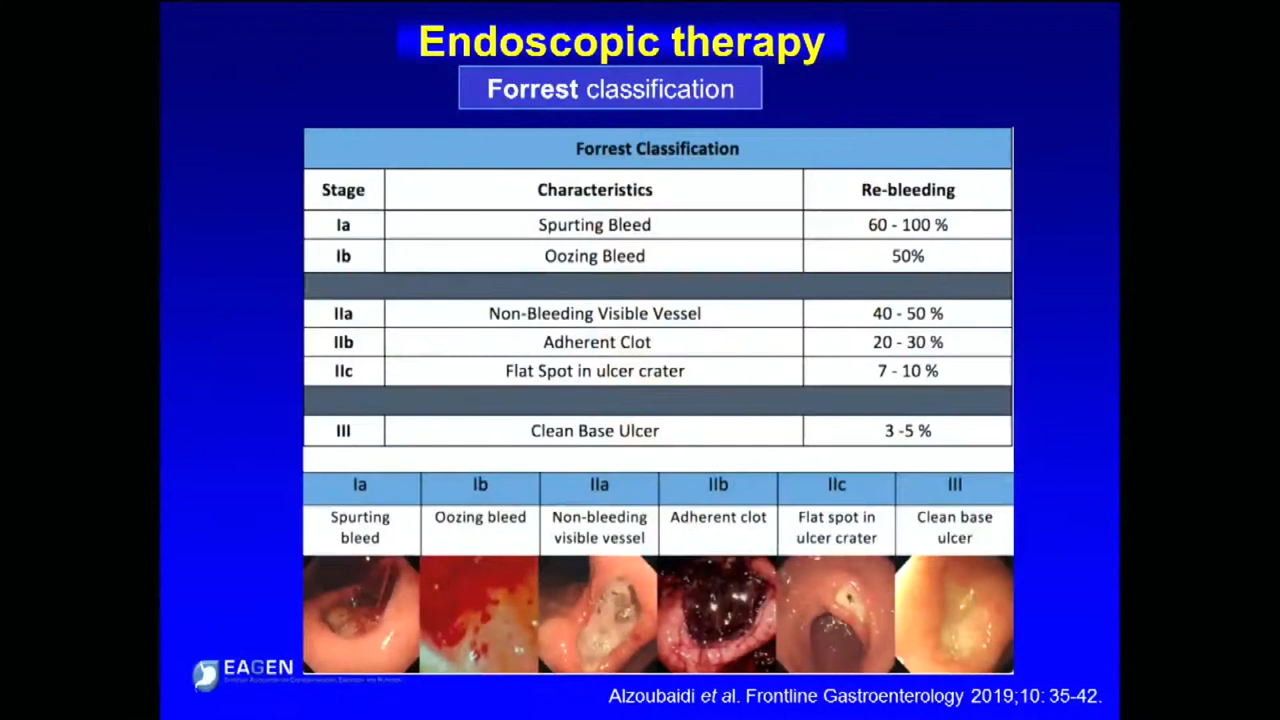 Endoscopic therapy
Forrest classification
Forrest Classification
Stage Characteristics Re-bleeding
Ia Spurting Bleed 60 - 100 %
Ib Oozing Bleed 50%
IIa Non-Bleeding Visible Vessel 40 - 50 %
IIb Adherent Clot 20 - 30 %
IIc Flat Spot in ulcer crater 7 - 10 %
III Clean Base Ulcer 3 -5 %
Ia Ib IIa IIb IIc III
Spurting bleed Oozing bleed Non-bleeding visible vessel Adherent clot Flat spot in ulcer crater Clean base ulcer
EAGEN
Alzoubaidi et al. Frontline Gastroenterology 2019;10: 35-42.